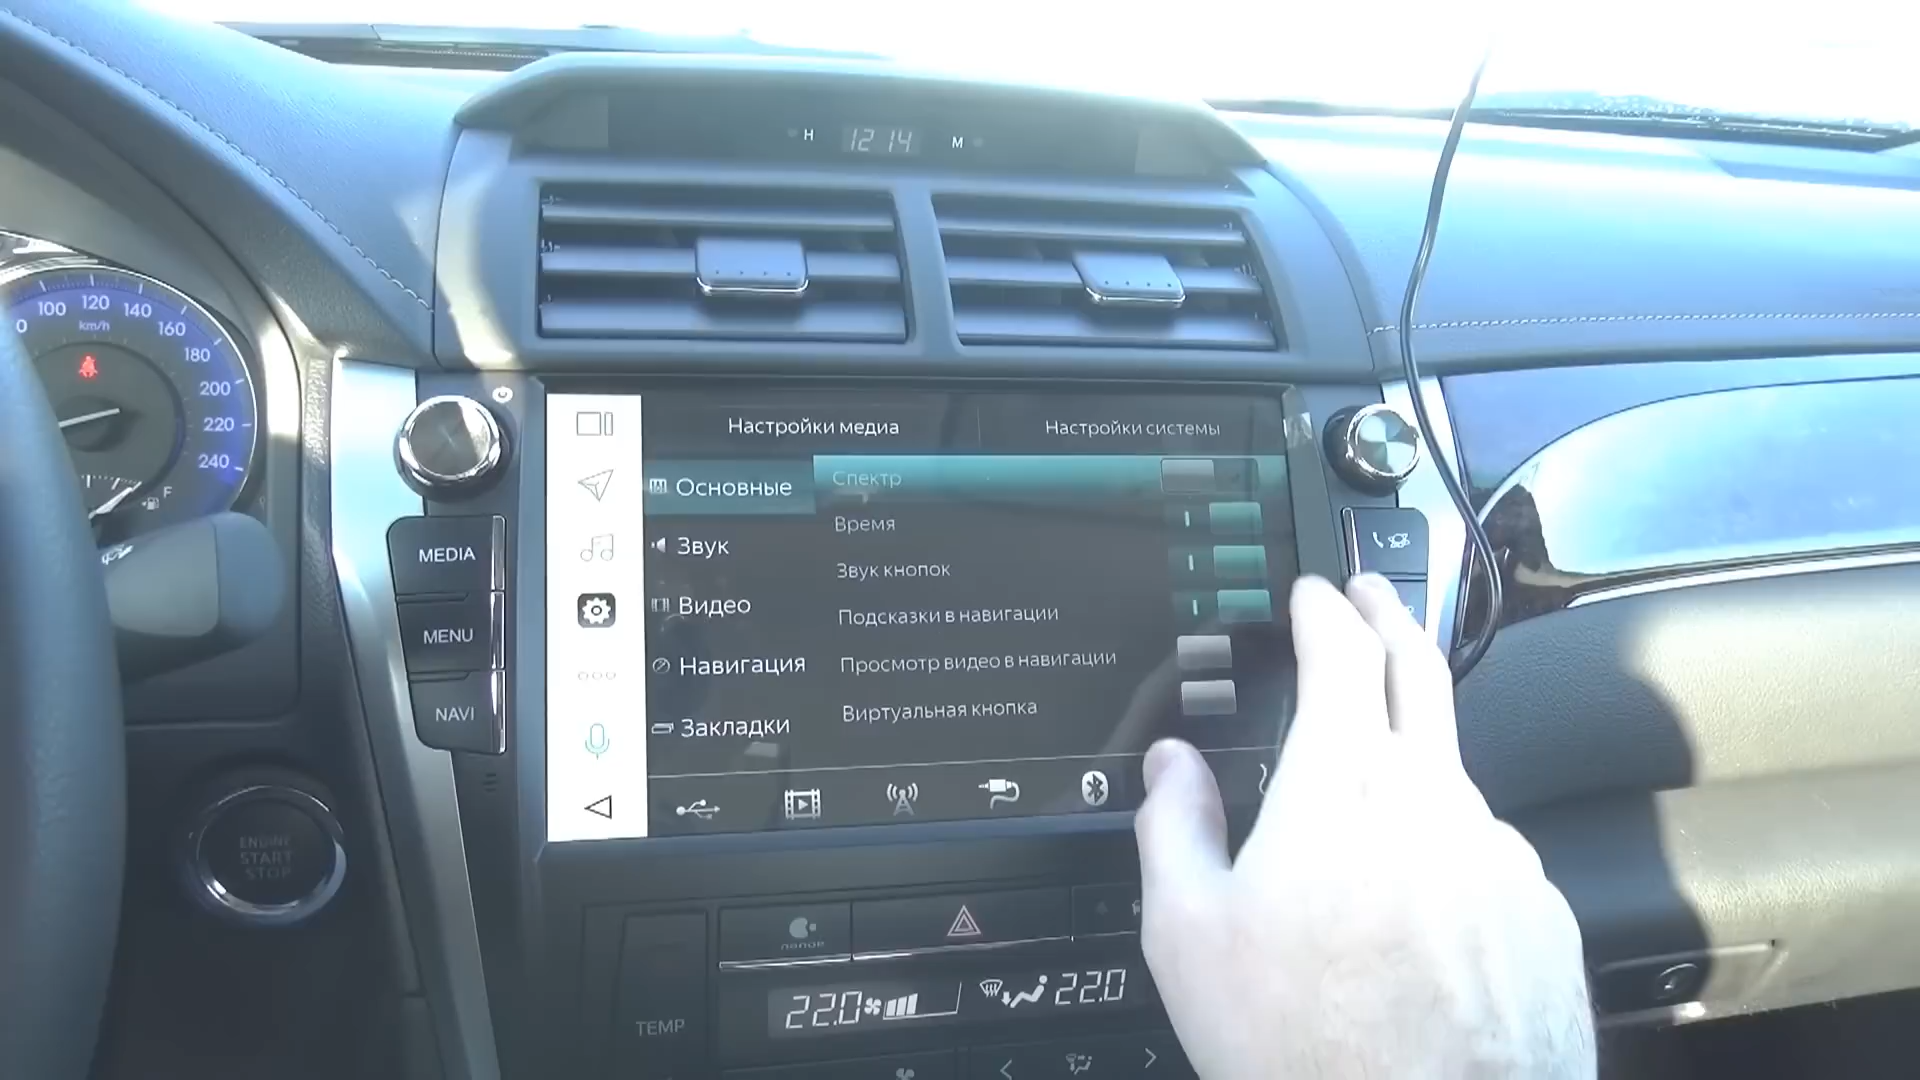 H 12 14 M
100 120 140
0 km/h 160
180
200
220
240
F
MEDIA
MENU
NAVI
Настройки медиа
Настройки системы
Основные
Звук
Видео
Навигация
Закладки
Спектр
Время
Звук кнопок
Подсказки в навигации
Просмотр видео в навигации
Виртуальная кнопка
ENGINE
START
STOP
nanoe
TEMP
22.0 22.0